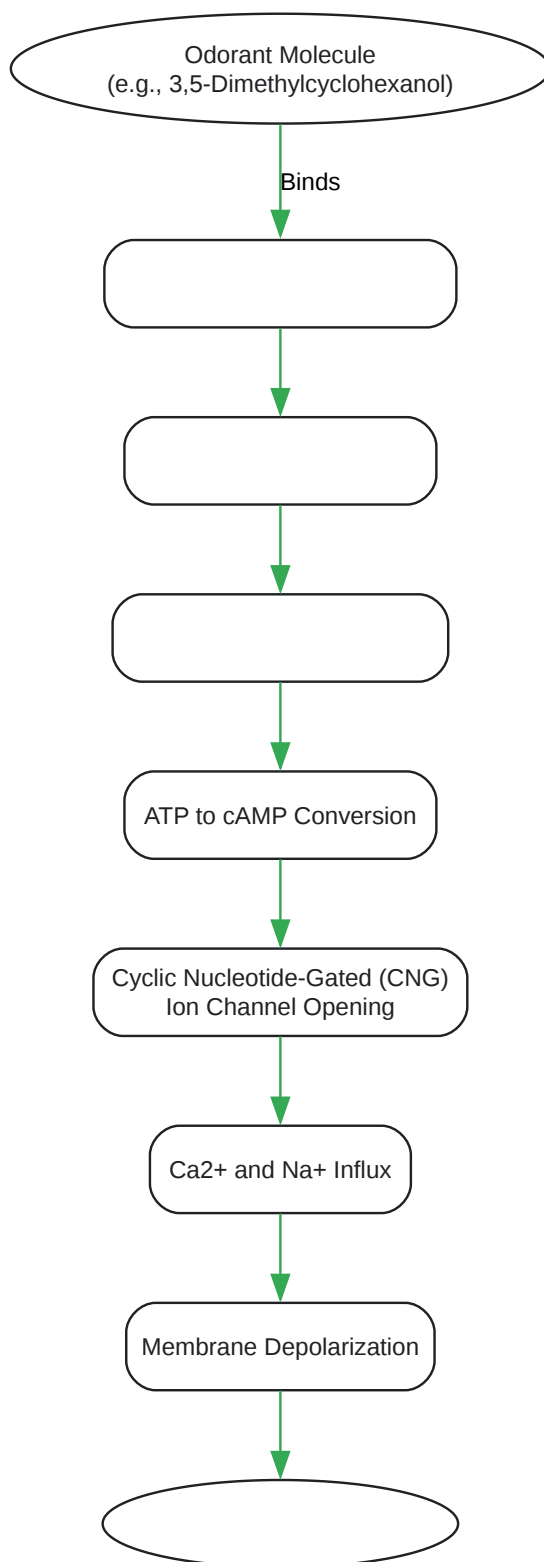 Odorant Molecule
(e.g., 3,5-Dimethylcyclohexanol)
Binds
ATP to cAMP Conversion
Cyclic Nucleotide-Gated (CNG)
Ion Channel Opening
Ca2+ and Na+ Influx
Membrane Depolarization